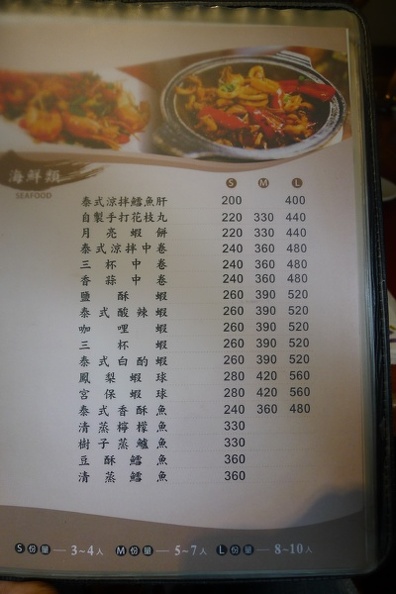 海鮮類
SEAFOOD
S M L
泰式涼拌鱈魚肝 200 400
自製手打花枝丸 220 330 440
月亮蝦餅 220 330 440
泰式涼拌中卷 240 360 480
三杯中卷 240 360 480
香蒜中卷 240 360 480
鹽酥蝦 260 390 520
泰式酸辣蝦 260 390 520
咖哩蝦 260 390 520
三杯蝦 260 390 520
泰式白酌蝦 260 390 520
鳳梨蝦球 280 420 560
宮保蝦球 280 420 560
泰式香酥魚 240 360 480
清蒸檸檬魚 330
樹子蒸鱸魚 330
豆酥鱈魚 360
清蒸鱈魚 360
S份量—3~4人 M份量—5~7人 L份量—8~10人